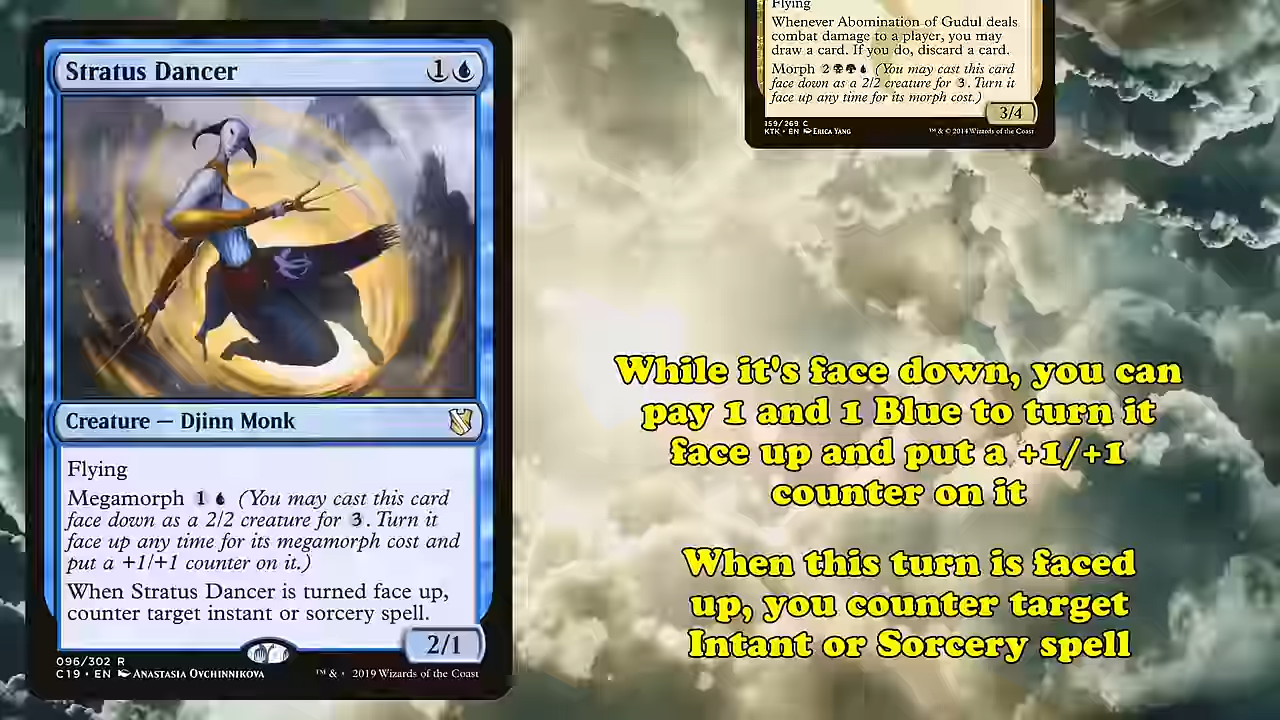 Stratus Dancer 1
Creature — Djinn Monk
Flying
Megamorph 1 (You may cast this card
face down as a 2/2 creature for 3. Turn it
face up any time for its megamorph cost and
put a +1/+1 counter on it.)
When Stratus Dancer is turned face up,
counter target instant or sorcery spell.
2/1
096/302 R
C19 • EN Anastasia Ovchinnikova
™ & © 2019 Wizards of the Coast
Flying
Whenever Abomination of Gudul deals
combat damage to a player, you may
draw a card. If you do, discard a card.
Morph 2 (You may cast this card
face down as a 2/2 creature for 3. Turn it
face up any time for its morph cost.)
3/4
159/269 C
KTK • EN Erica Yang
™ & © 2014 Wizards of the Coast
While it's face down, you can
pay 1 and 1 Blue to turn it
face up and put a +1/+1
counter on it
When this turn is faced
up, you counter target
Intant or Sorcery spell